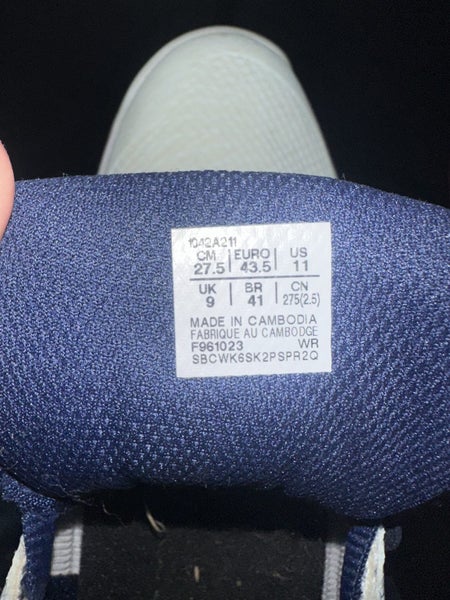 1042A211
CM | EURO | US
27.5 | 43.5 | 11
UK | BR | CN
9 | 41 | 275(2.5)
MADE IN CAMBODIA
FABRIQUE AU CAMBODGE
F961023 WR
SBCWK6SK2PSPR2Q